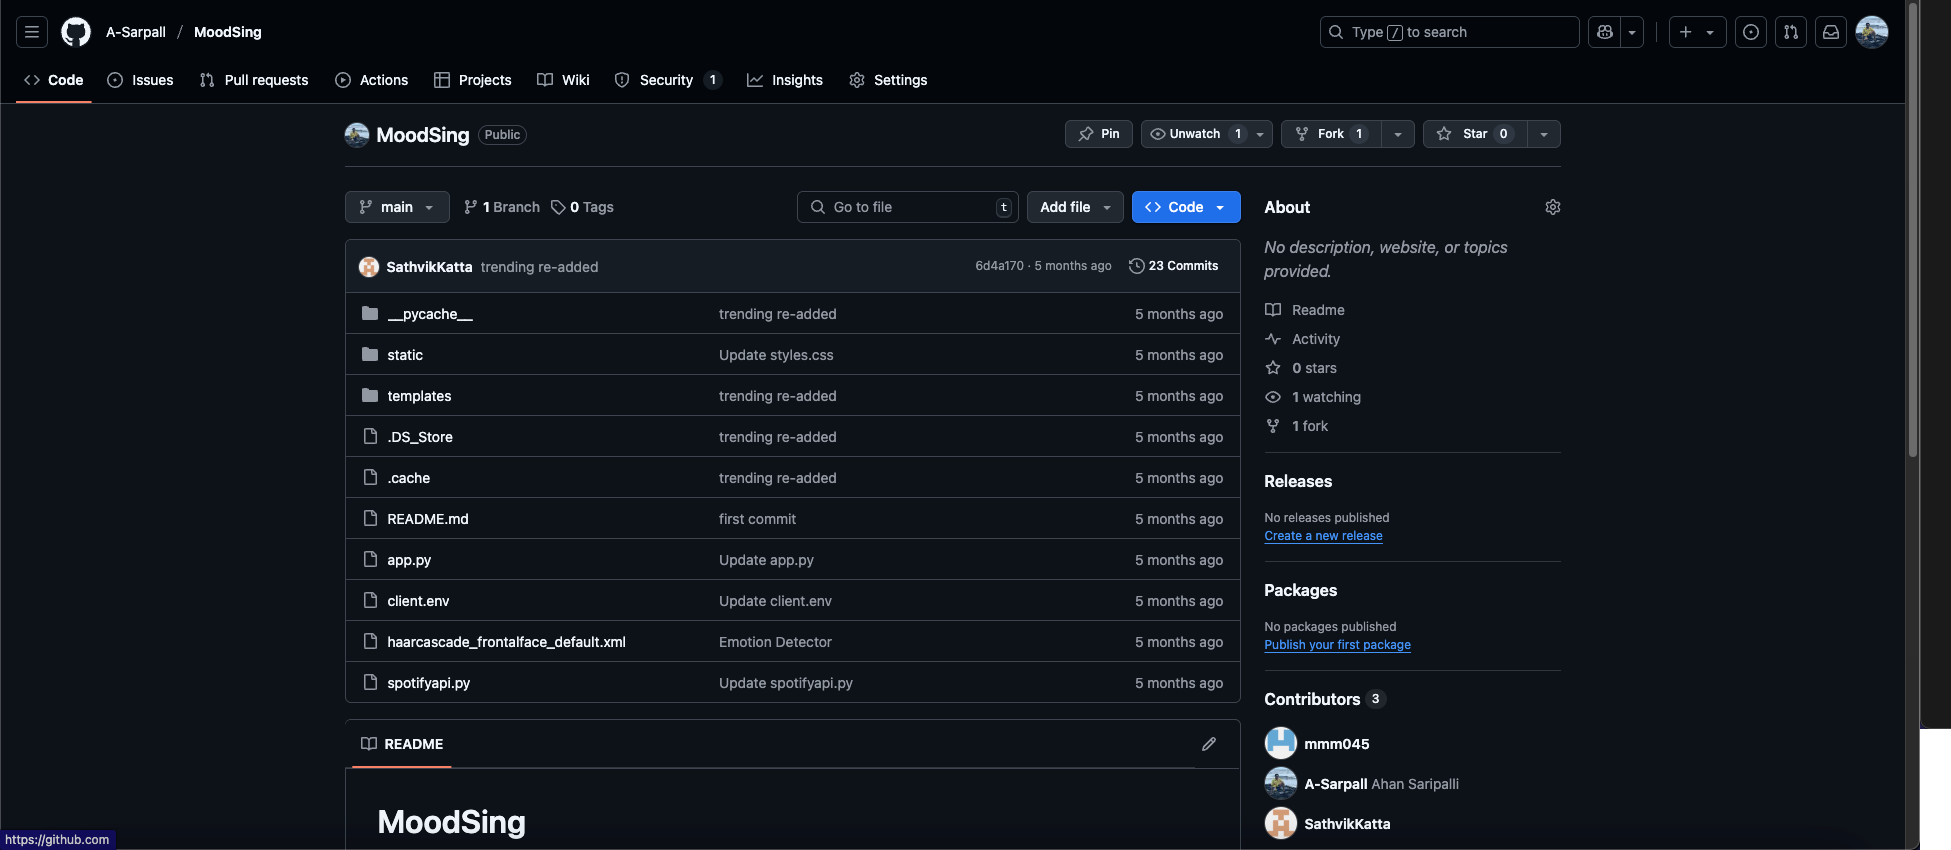 A-Sarpall / MoodSing
Type / to search
Code Issues Pull requests Actions Projects Wiki Security 1 Insights Settings
MoodSing Public
Pin Unwatch 1 Fork 1 Star 0
main 1 Branch 0 Tags
Go to file t Add file Code
SathvikKatta trending re-added 6d4a170 · 5 months ago 23 Commits
__pycache__ trending re-added 5 months ago
static Update styles.css 5 months ago
templates trending re-added 5 months ago
.DS_Store trending re-added 5 months ago
.cache trending re-added 5 months ago
README.md first commit 5 months ago
app.py Update app.py 5 months ago
client.env Update client.env 5 months ago
haarcascade_frontalface_default.xml Emotion Detector 5 months ago
spotifyapi.py Update spotifyapi.py 5 months ago
README
MoodSing
About
No description, website, or topics
provided.
Readme
Activity
0 stars
1 watching
1 fork
Releases
No releases published
Create a new release
Packages
No packages published
Publish your first package
Contributors 3
mmm045
A-Sarpall Ahan Saripalli
SathvikKatta
https://github.com